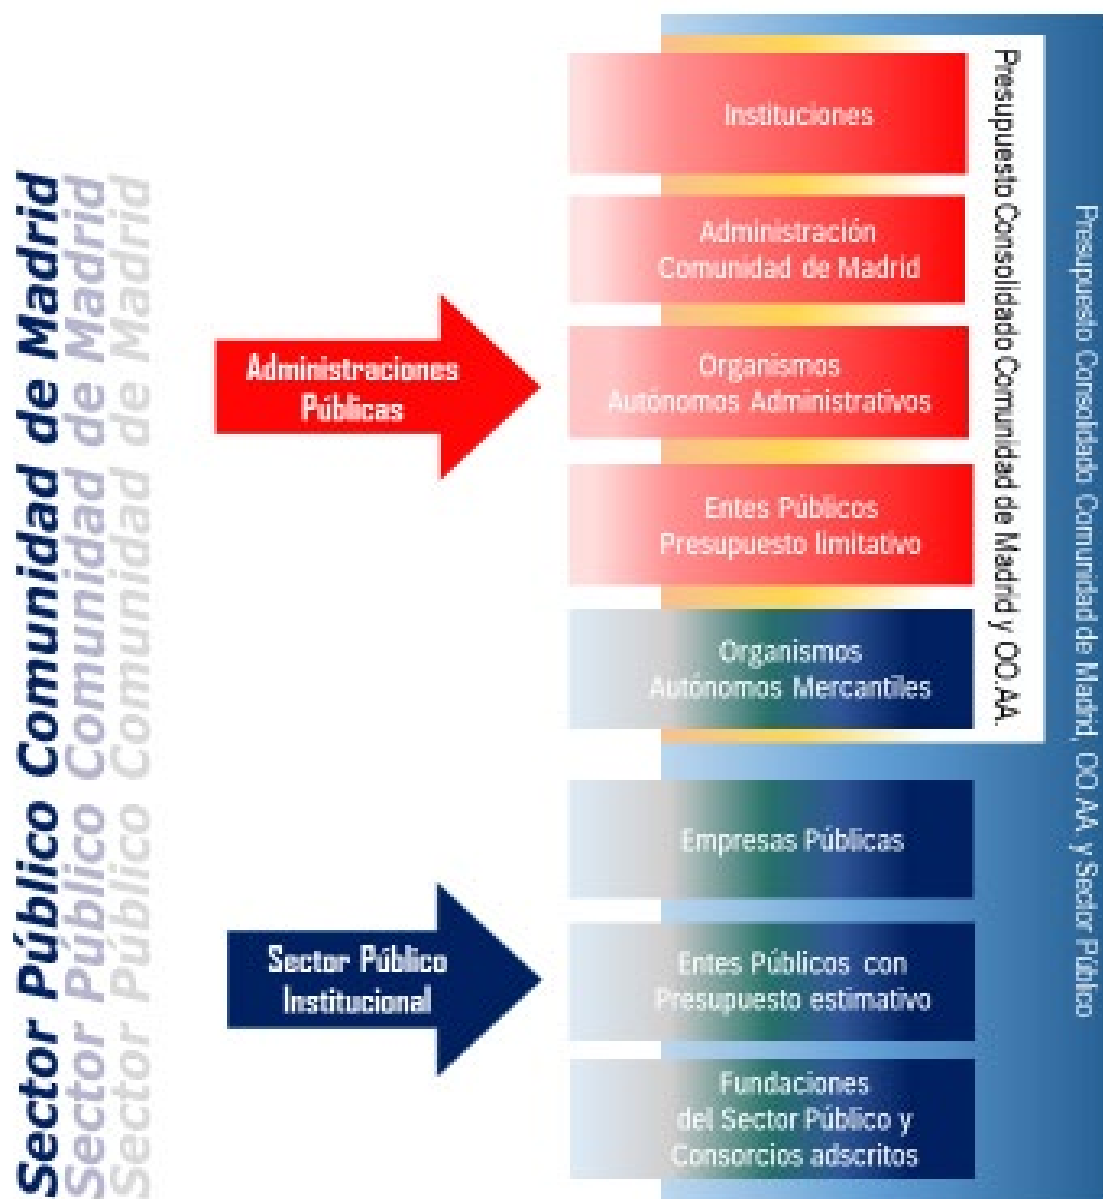 Sector Público Comunidad de Madrid
Sector Público Comunidad de Madrid
Sector Público Comunidad de Madrid
Administraciones
Públicas
Sector Público
Institucional
Instituciones
Administración
Comunidad de Madrid
Organismos
Autónomos Administrativos
Entes Públicos
Presupuesto limitativo
Organismos
Autónomos Mercantiles
Empresas Públicas
Entes Públicos con
Presupuesto estimativo
Fundaciones
del Sector Público y
Consorcios adscritos
Presupuesto Consolidado Comunidad de Madrid y OO.AA.
Presupuesto Consolidado Comunidad de Madrid, OO.AA. y Sector Público